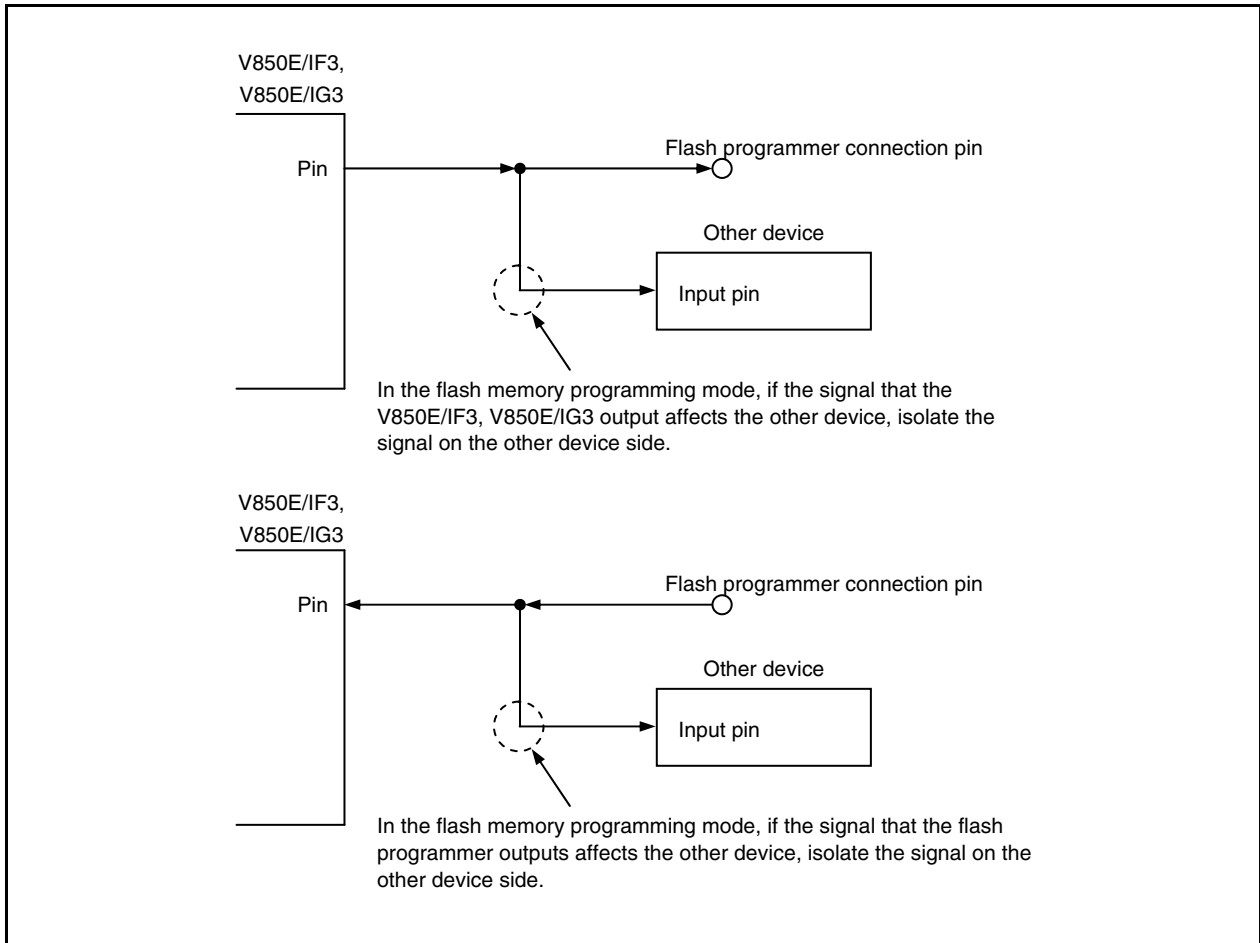 V850E/IF3,
V850E/IG3
Flash programmer connection pin
Pin
Other device
Input pin
In the flash memory programming mode, if the signal that the
V850E/IF3, V850E/IG3 output affects the other device, isolate the
signal on the other device side.
V850E/IF3,
V850E/IG3
Flash programmer connection pin
Pin
Other device
Input pin
In the flash memory programming mode, if the signal that the flash
programmer outputs affects the other device, isolate the signal on the
other device side.